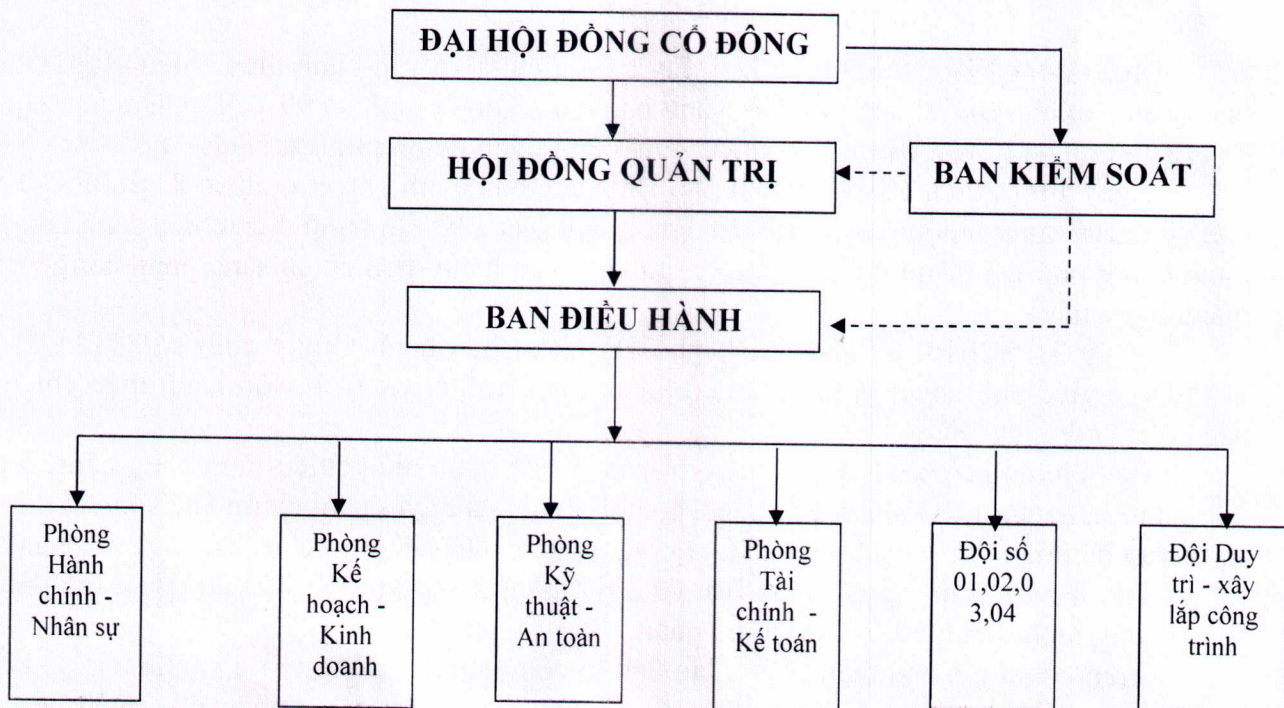 ĐẠI HỘI ĐỒNG CỔ ĐÔNG
HỘI ĐỒNG QUẢN TRỊ
BAN KIỂM SOÁT
BAN ĐIỀU HÀNH
Phòng
Hành
chính -
Nhân sự
Phòng
Kế
hoạch -
Kinh
doanh
Phòng
Kỹ
thuật -
An toàn
Phòng
Tài
chính -
Kế toán
Đội số
01,02,0
3,04
Đội Duy
trì - xây
lắp công
trình